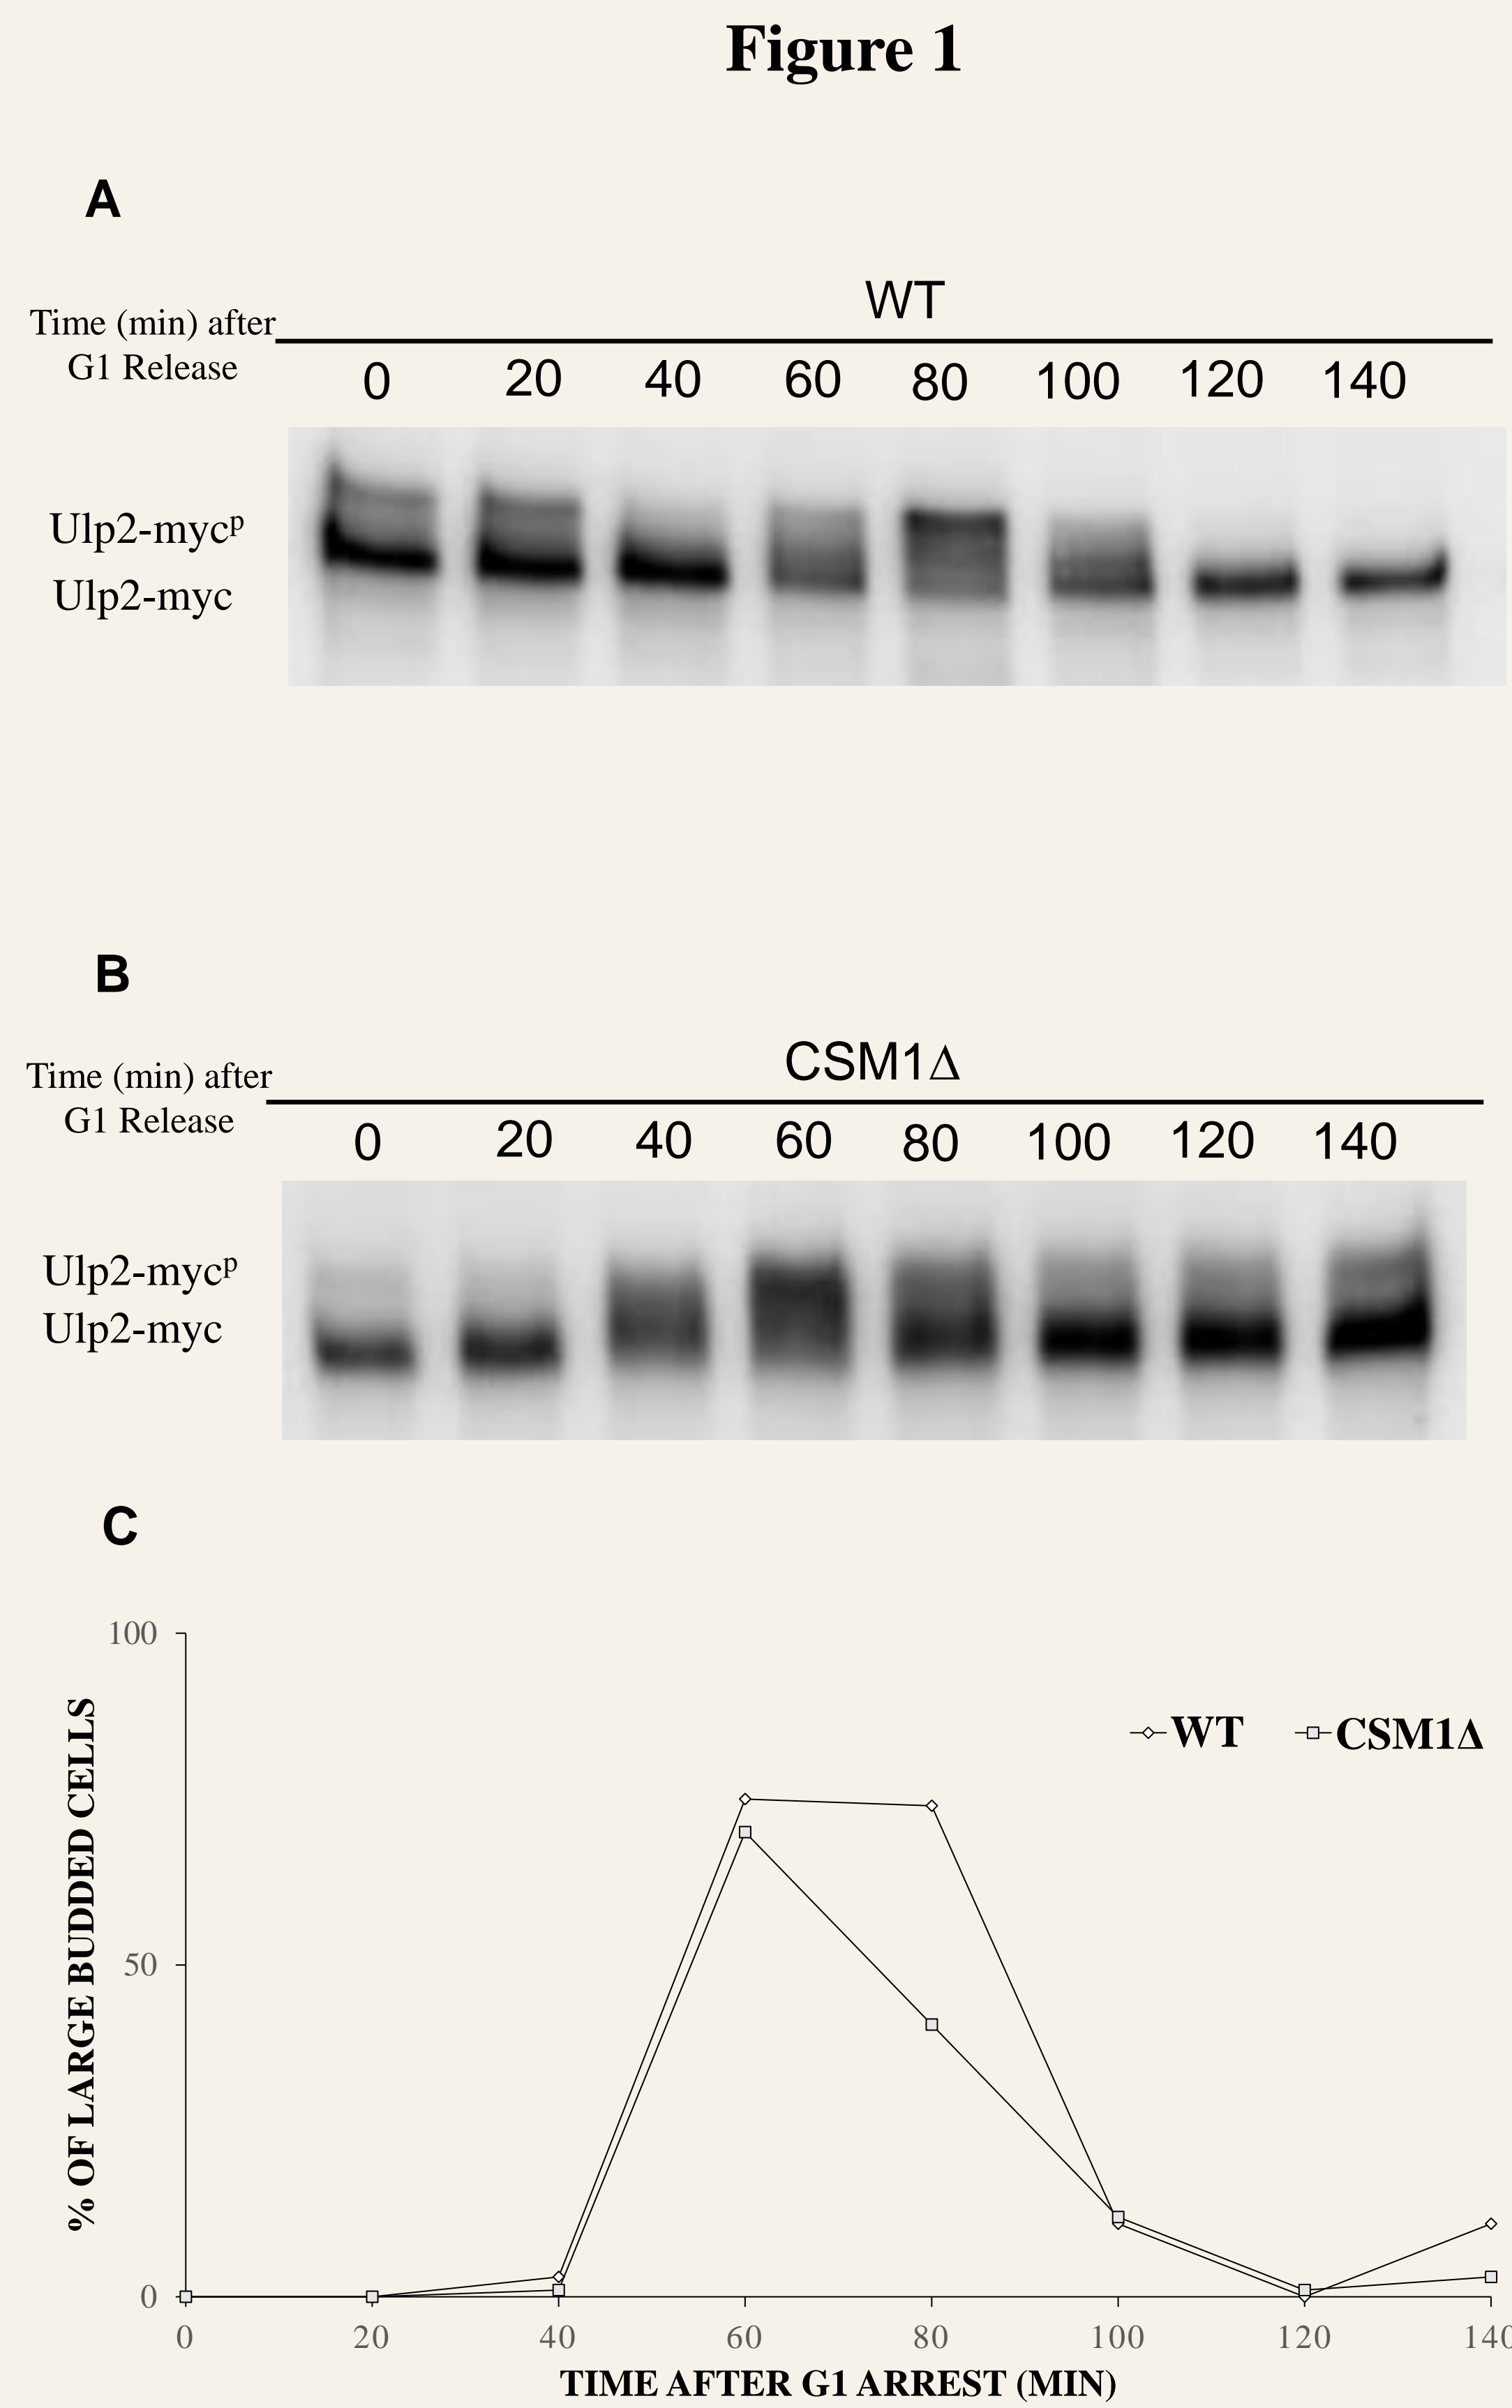 Figure 1
A
WT
Time (min) after
G1 Release
0 20 40 60 80 100 120 140
Ulp2-mycᵖ
Ulp2-myc
B
CSM1Δ
Time (min) after
G1 Release
0 20 40 60 80 100 120 140
Ulp2-mycᵖ
Ulp2-myc
C
100
50
0
% OF LARGE BUDDED CELLS
WT CSM1Δ
0 20 40 60 80 100 120 140
TIME AFTER G1 ARREST (MIN)